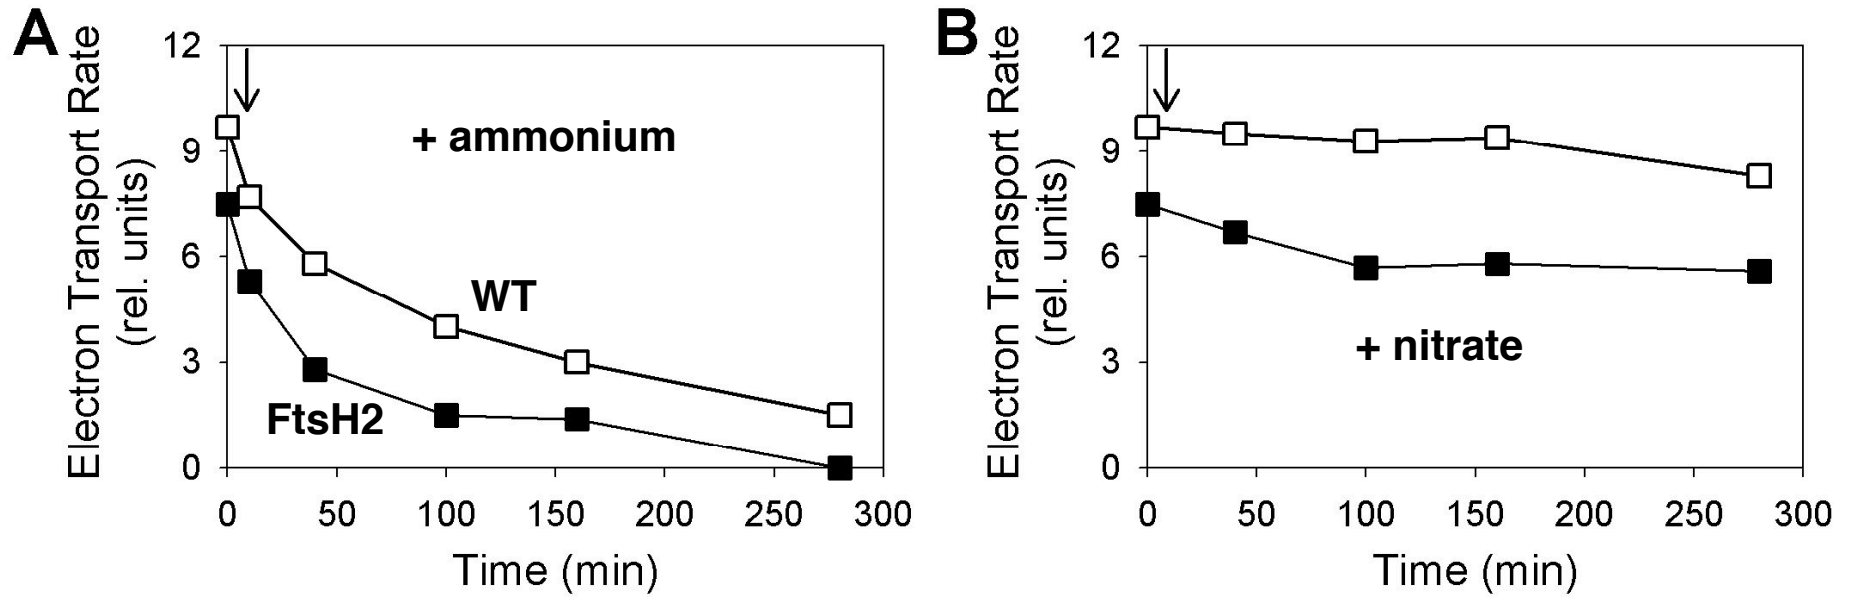 A
Electron Transport Rate
(rel. units)
12
9
6
3
0
+ ammonium
WT
FtsH2
0 50 100 150 200 250 300
Time (min)
B
Electron Transport Rate
(rel. units)
12
9
6
3
0
+ nitrate
0 50 100 150 200 250 300
Time (min)